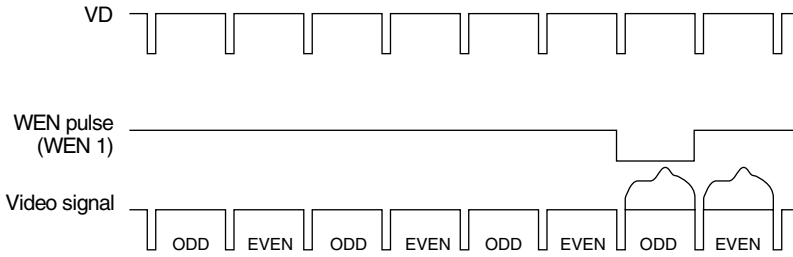 VD
WEN pulse
(WEN 1)
Video signal
ODD EVEN ODD EVEN ODD EVEN ODD EVEN